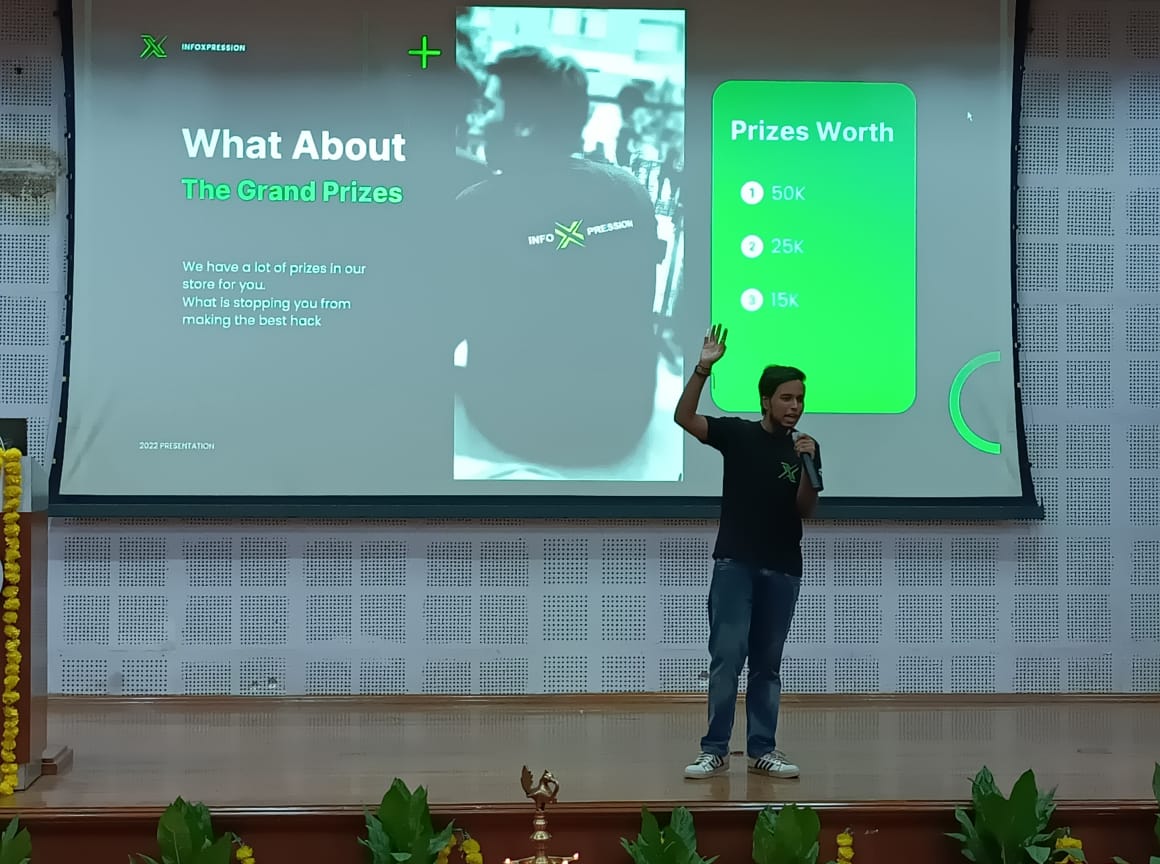 INFOXPRESSION
What About
The Grand Prizes
We have a lot of prizes in our
store for you.
What is stopping you from
making the best hack
2022 PRESENTATION
INFO X PRESSION
Prizes Worth
1 50K
2 25K
3 15K